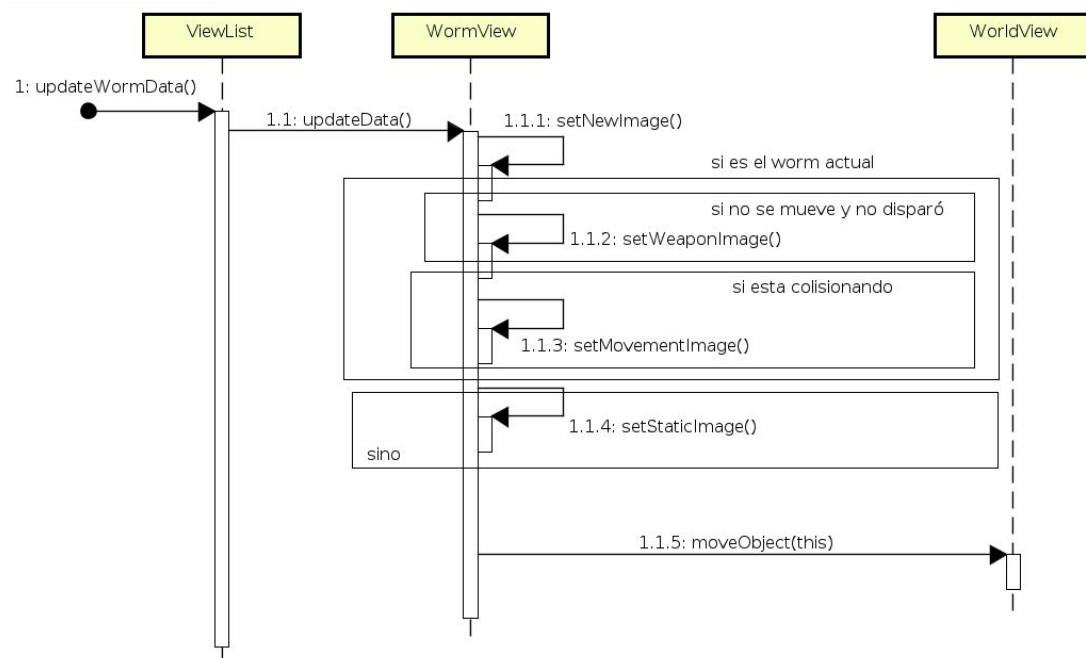 ViewList
WormView
WorldView
1: updateWormData()
1.1: updateData()
1.1.1: setNewImage()
si es el worm actual
si no se mueve y no disparó
1.1.2: setWeaponImage()
si esta colisionando
1.1.3: setMovementImage()
1.1.4: setStaticImage()
sino
1.1.5: moveObject(this)